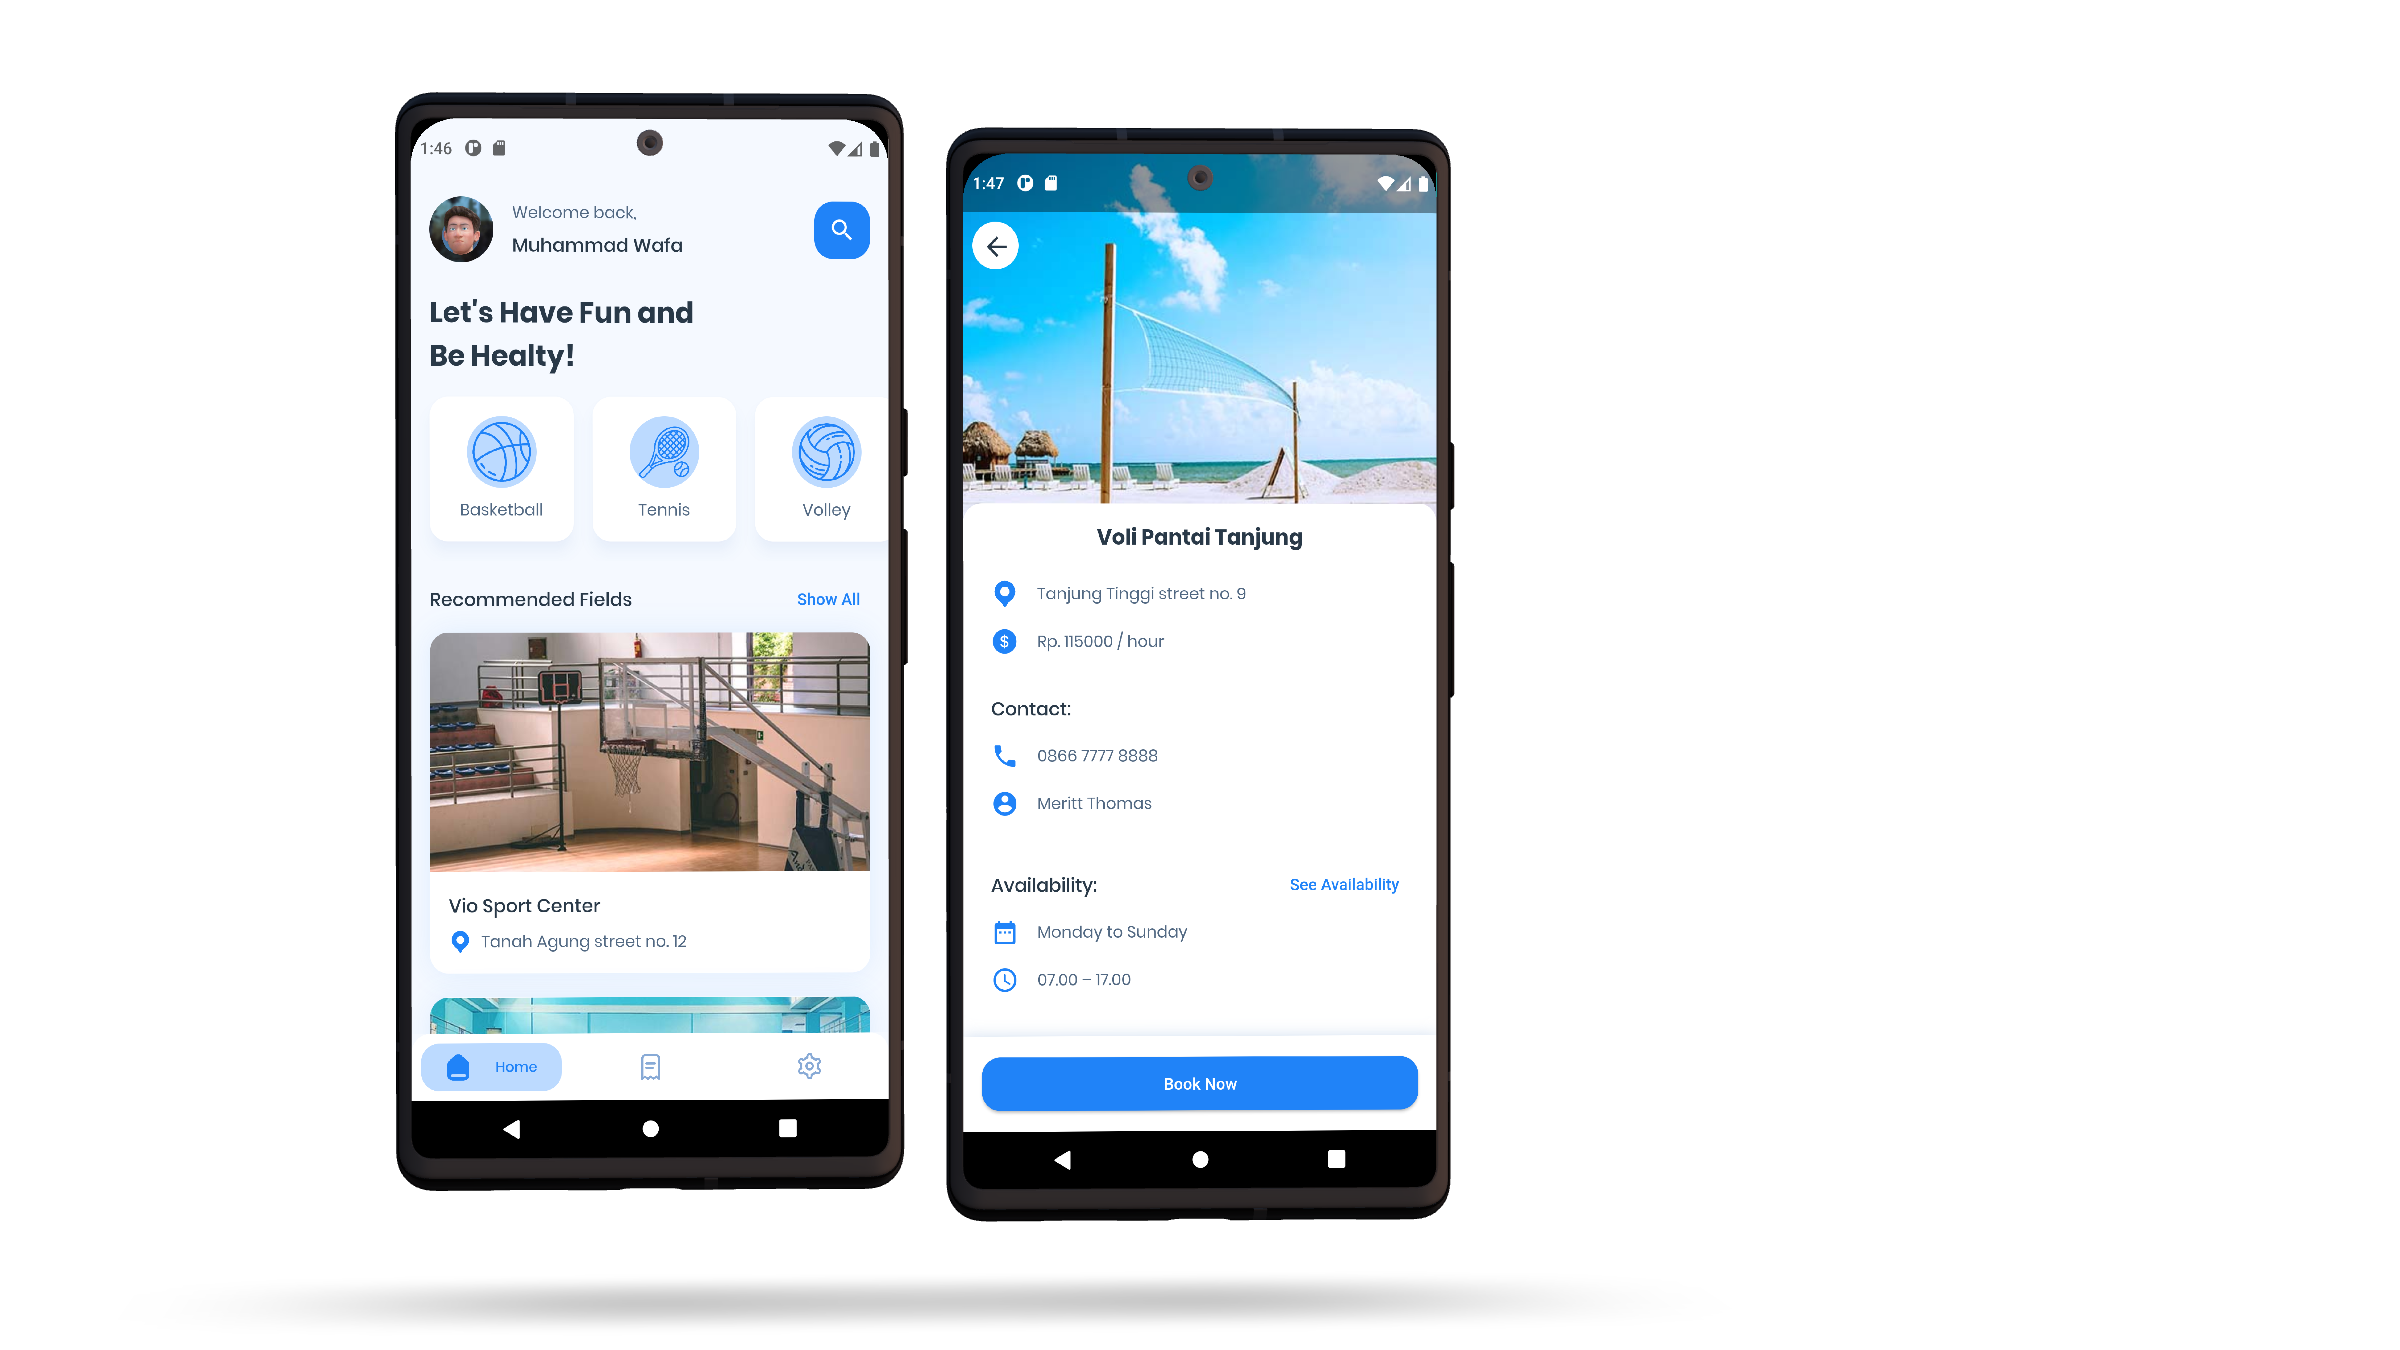 1:46
Welcome back,
Muhammad Wafa
Let's Have Fun and
Be Healty!
Basketball
Tennis
Volley
Recommended Fields
Show All
Vio Sport Center
Tanah Agung street no. 12
Home
1:47
Voli Pantai Tanjung
Tanjung Tinggi street no. 9
Rp. 115000 / hour
Contact:
0866 7777 8888
Meritt Thomas
Availability:
See Availability
Monday to Sunday
07.00 – 17.00
Book Now